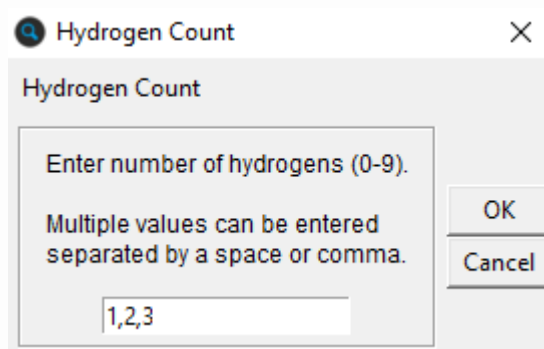 Hydrogen Count
Hydrogen Count
Enter number of hydrogens (0-9).
Multiple values can be entered
separated by a space or comma.
OK
Cancel
1,2,3